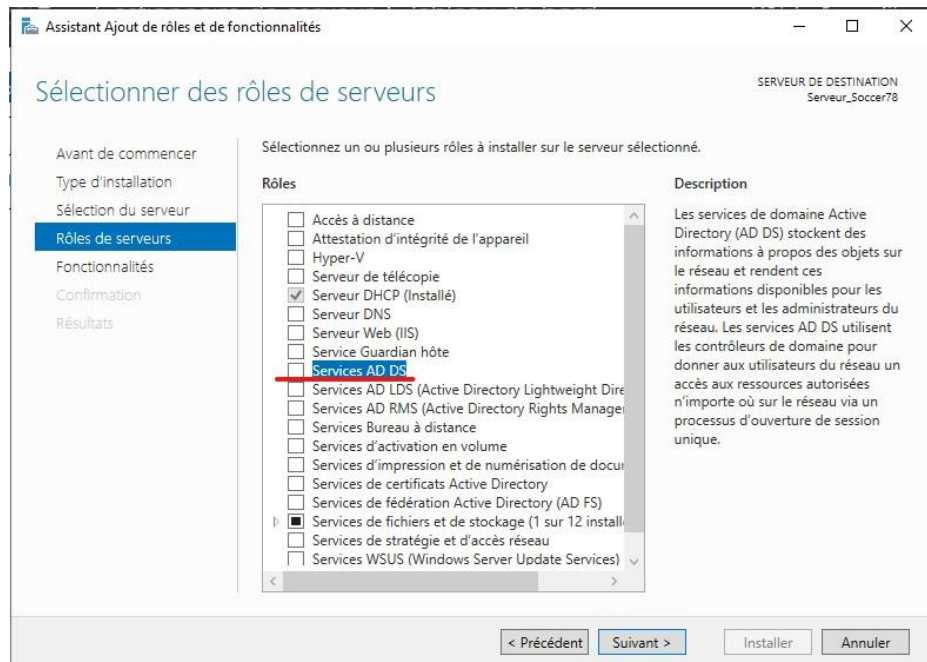 Assistant Ajout de rôles et de fonctionnalités
Sélectionner des rôles de serveurs
SERVEUR DE DESTINATION
Serveur_Soccer78
Avant de commencer
Type d'installation
Sélection du serveur
Rôles de serveurs
Fonctionnalités
Confirmation
Résultats
Sélectionnez un ou plusieurs rôles à installer sur le serveur sélectionné.
Rôles
Accès à distance
Attestation d'intégrité de l'appareil
Hyper-V
Serveur de télécopie
Serveur DHCP (Installé)
Serveur DNS
Serveur Web (IIS)
Service Guardian hôte
Services AD DS
Services AD LDS (Active Directory Lightweight Dire
Services AD RMS (Active Directory Rights Manager
Services Bureau à distance
Services d'activation en volume
Services d'impression et de numérisation de docur
Services de certificats Active Directory
Services de fédération Active Directory (AD FS)
Services de fichiers et de stockage (1 sur 12 install
Services de stratégie et d'accès réseau
Services WSUS (Windows Server Update Services)
Description
Les services de domaine Active
Directory (AD DS) stockent des
informations à propos des objets sur
le réseau et rendent ces
informations disponibles pour les
utilisateurs et les administrateurs du
réseau. Les services AD DS utilisent
les contrôleurs de domaine pour
donner aux utilisateurs du réseau un
accès aux ressources autorisées
n'importe où sur le réseau via un
processus d'ouverture de session
unique.
< Précédent
Suivant >
Installer
Annuler